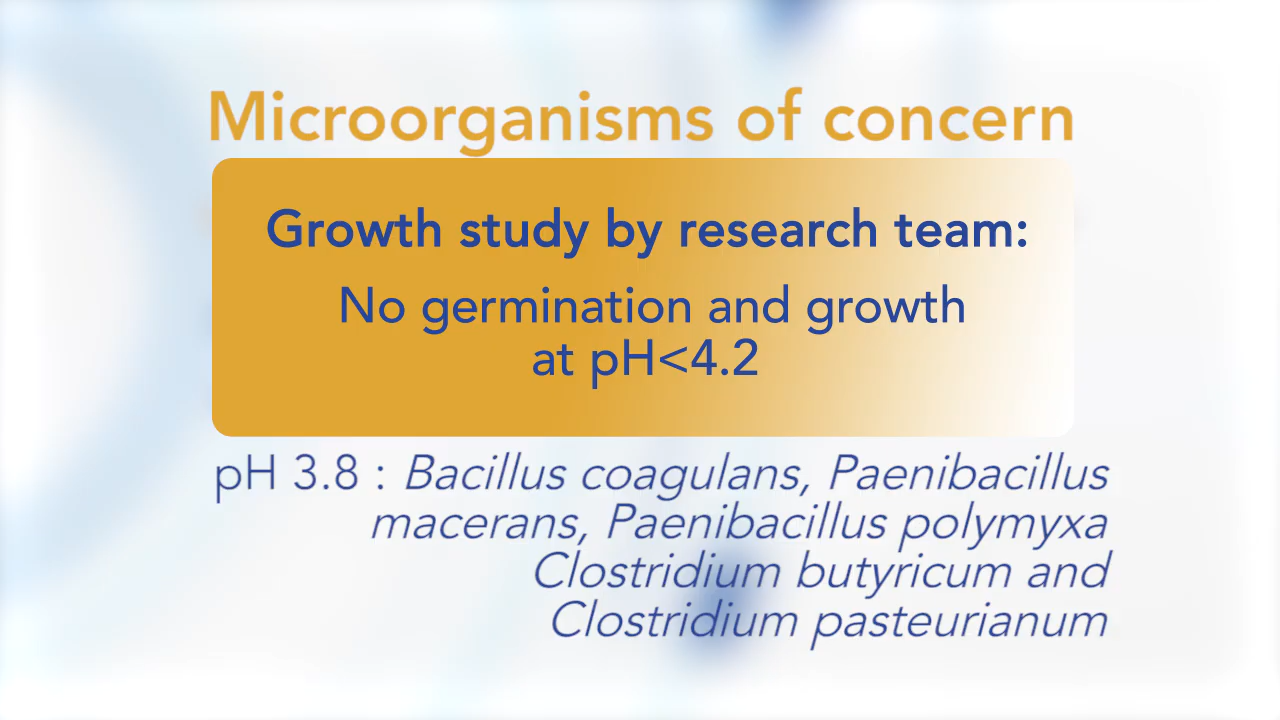 Microorganisms of concern
Growth study by research team:
No germination and growth
at pH<4.2
pH 3.8 : Bacillus coagulans, Paenibacillus
macerans, Paenibacillus polymyxa
Clostridium butyricum and
Clostridium pasteurianum